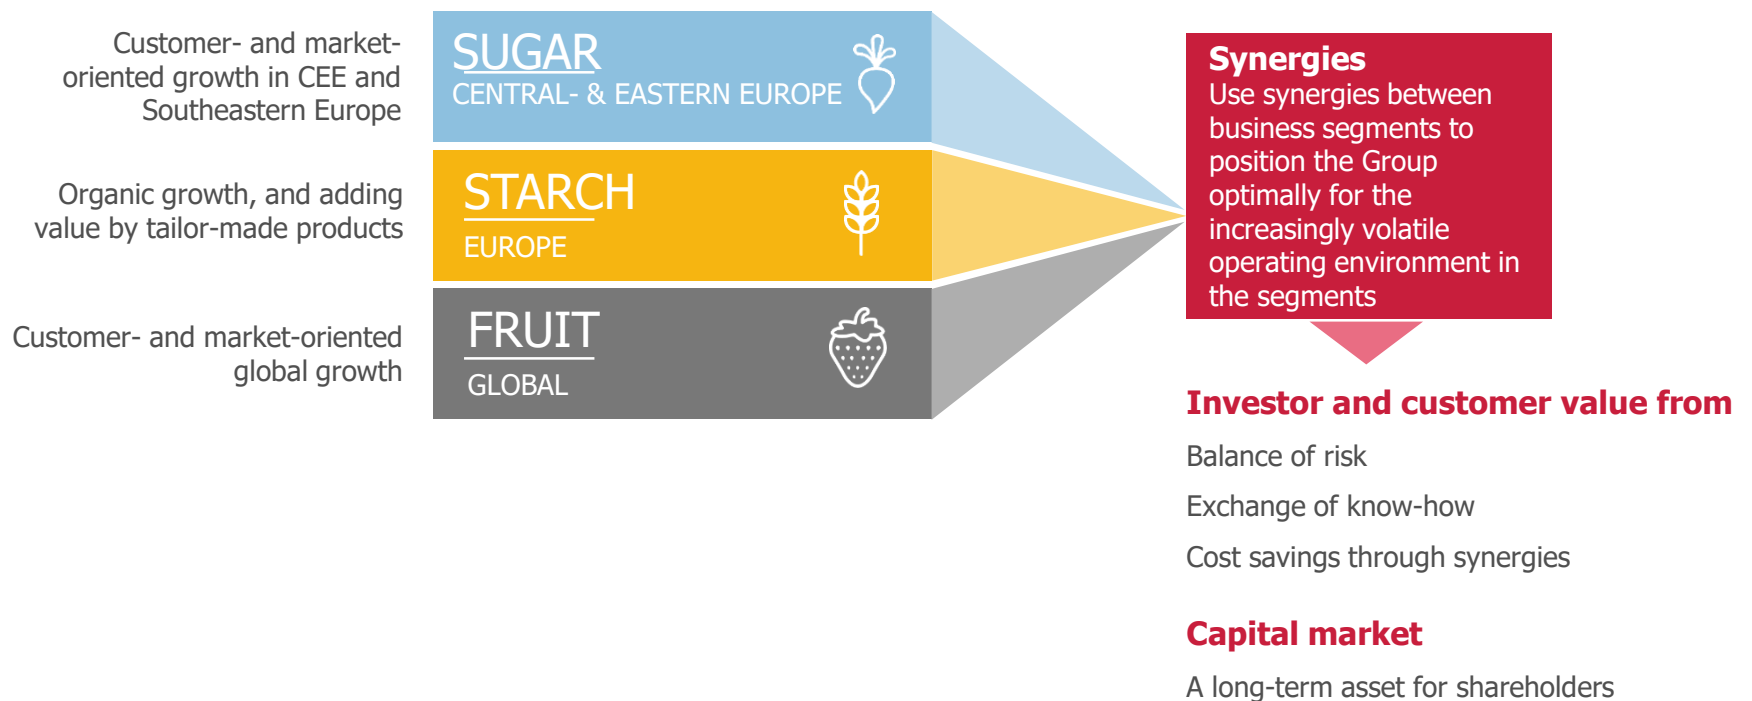 Customer- and market-
oriented growth in CEE and
Southeastern Europe
SUGAR
CENTRAL- & EASTERN EUROPE
Organic growth, and adding
value by tailor-made products
STARCH
EUROPE
Customer- and market-oriented
global growth
FRUIT
GLOBAL
Synergies
Use synergies between
business segments to
position the Group
optimally for the
increasingly volatile
operating environment in
the segments
Investor and customer value from
Balance of risk
Exchange of know-how
Cost savings through synergies
Capital market
A long-term asset for shareholders